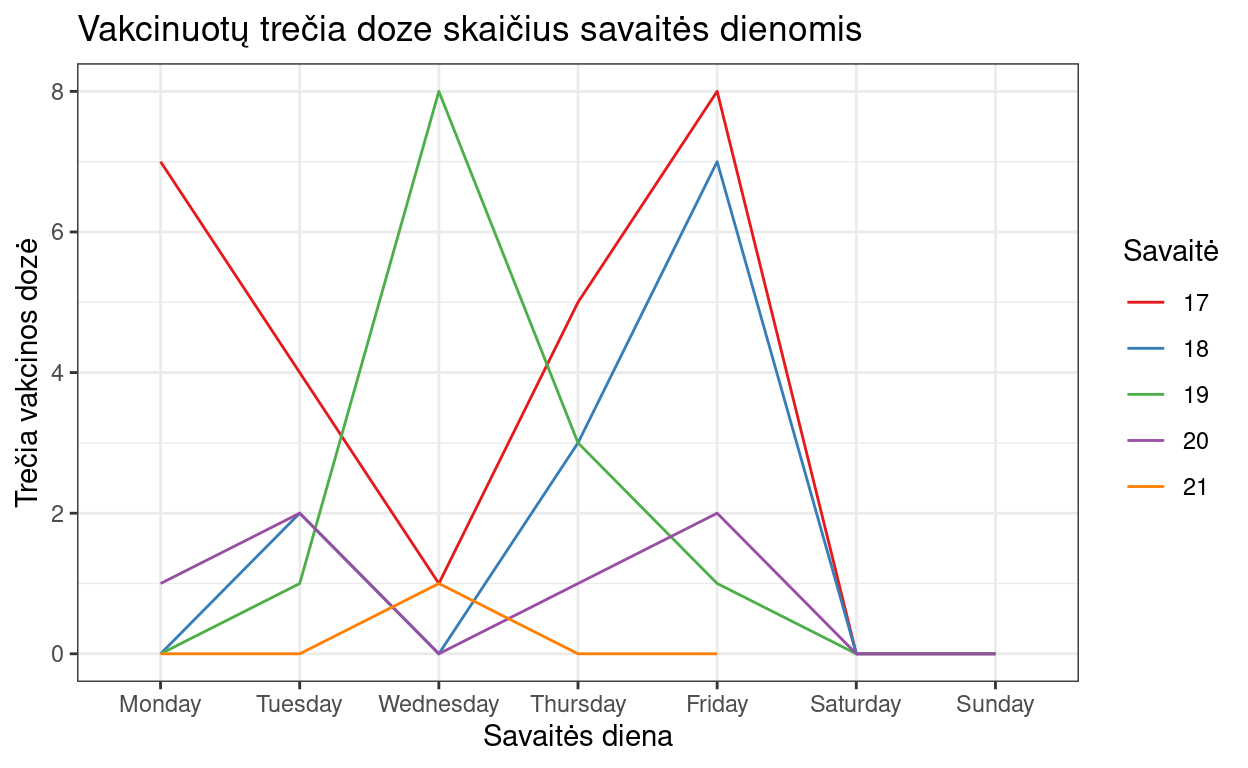 Vakcinuotų trečia doze skaičius savaitės dienomis
Trečia vakcinos dozė
8
6
4
2
0
Monday Tuesday Wednesday Thursday Friday Saturday Sunday
Savaitės diena
Savaitė
17
18
19
20
21